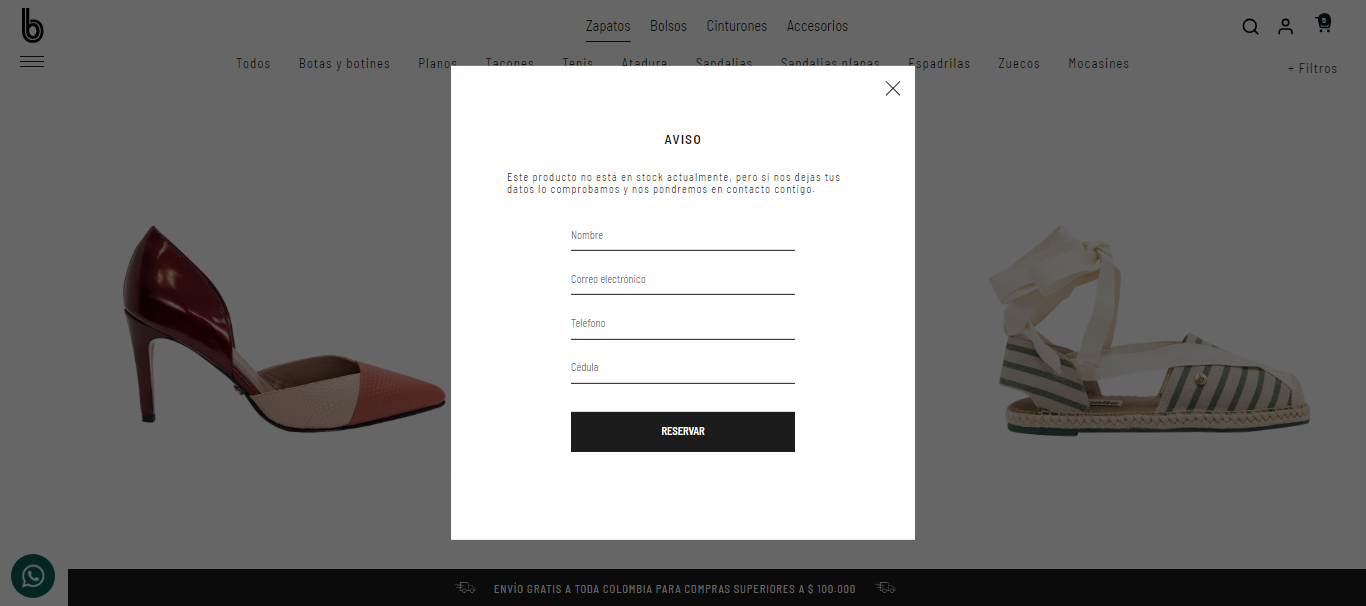 b
Zapatos Bolsos Cinturones Accesorios
Todos Botas y botines Planos Tacones Tenis Atadura Sandalias Sandalias planas Espadrilas Zuecos Mocasines
+ Filtros
AVISO
Este producto no está en stock actualmente, pero si nos dejas tus
datos lo comprobamos y nos pondremos en contacto contigo.
Nombre
Correo electrónico
Teléfono
Cédula
RESERVAR
ENVÍO GRATIS A TODA COLOMBIA PARA COMPRAS SUPERIORES A $ 100.000